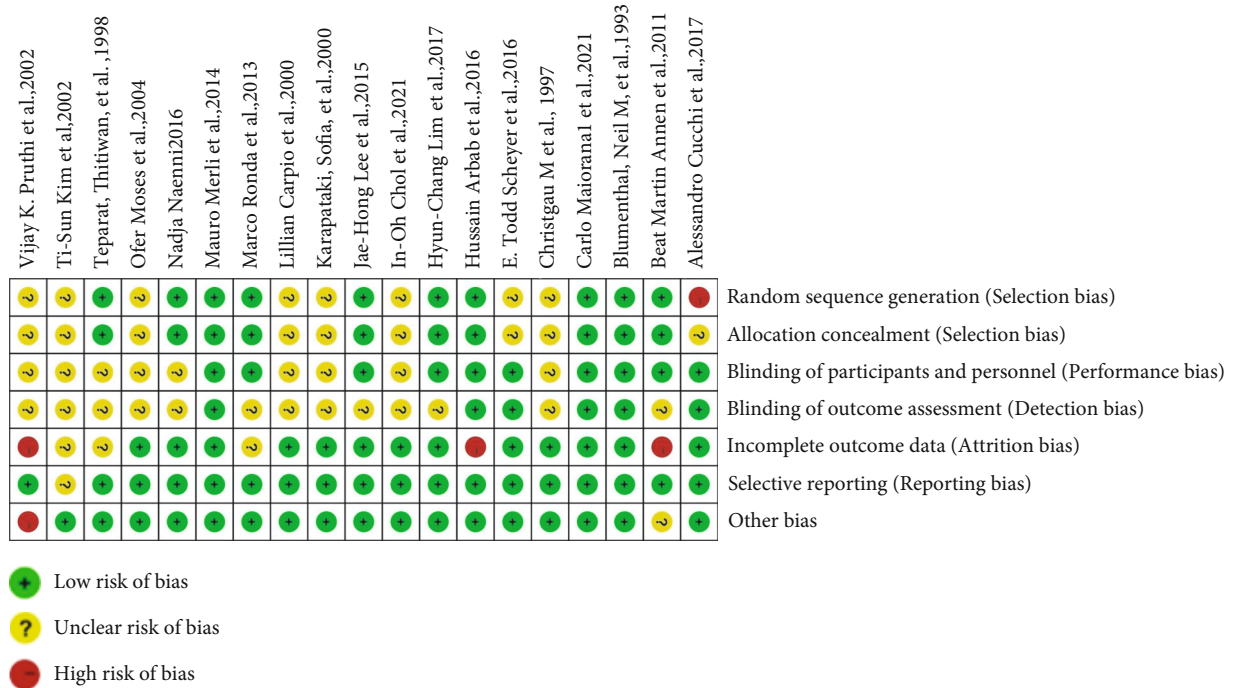 Vijay K. Pruthi et al.,2002
Ti-Sun Kim et al,2002
Teparat, Thitiwan, et al. ,1998
Ofer Moses et al.,2004
Nadja Naenni2016
Mauro Merli et al.,2014
Marco Ronda et al.,2013
Lillian Carpio et al.,2000
Karapataki, Sofia, et al.,2000
Jae-Hong Lee et al.,2015
In-Oh Chol et al.,2021
Hyun-Chang Lim et al.,2017
Hussain Arbab et al.,2016
E. Todd Scheyer et al.,2016
Christgau M et al., 1997
Carlo Maiorana1 et al.,2021
Blumenthal, Neil M, et al.,1993
Beat Martin Annen et al.,2011
Alessandro Cucchi et al.,2017
? ? + ? + + + ? ? + ? + + ? ? + + + - Random sequence generation (Selection bias)
? ? + ? + + + ? ? + ? + + ? ? + + + ? Allocation concealment (Selection bias)
? ? ? ? ? + + ? ? + ? + + + ? + + + + Blinding of participants and personnel (Performance bias)
? ? ? ? ? + ? ? ? ? ? ? + + ? + + ? + Blinding of outcome assessment (Detection bias)
- ? ? + + + ? + + + + + - + + + + - + Incomplete outcome data (Attrition bias)
+ ? + + + + + + + + + + + + + + + + + Selective reporting (Reporting bias)
- + + + + + + + + + + + + + + + + ? + Other bias
+ Low risk of bias
? Unclear risk of bias
- High risk of bias